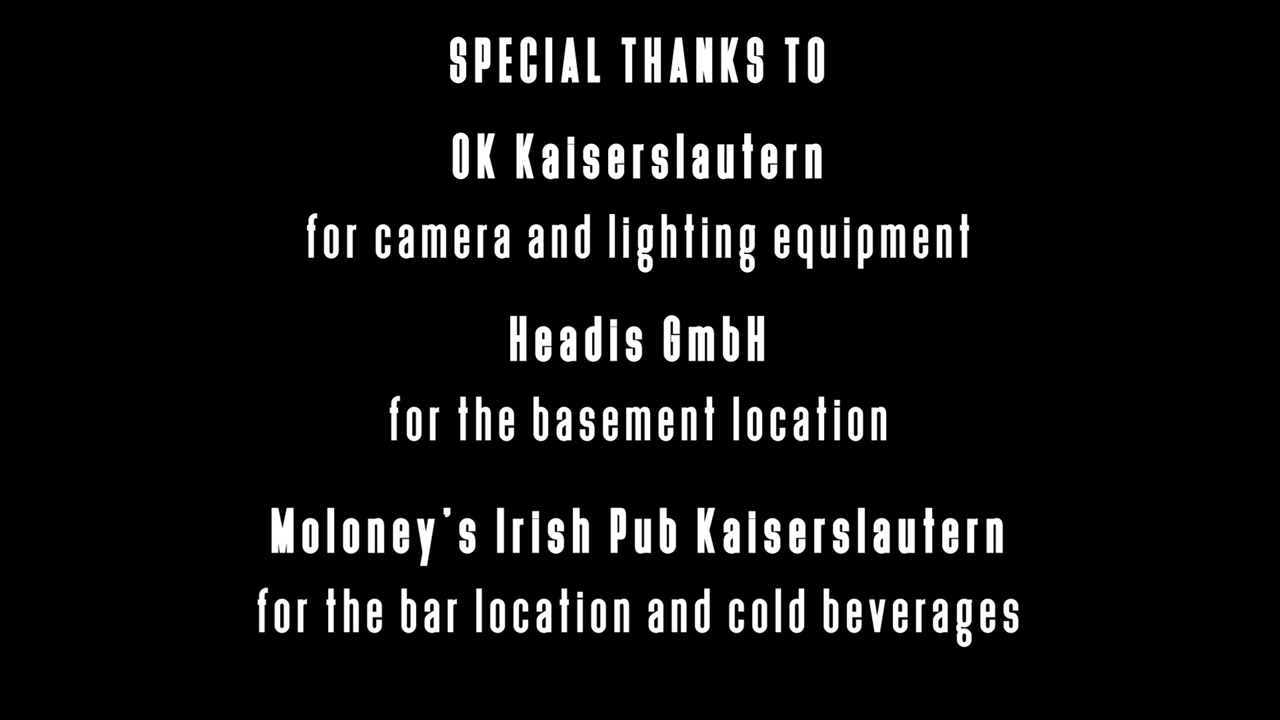 SPECIAL THANKS TO
OK Kaiserslautern
for camera and lighting equipment
Headis GmbH
for the basement location
Moloney's Irish Pub Kaiserslautern
for the bar location and cold beverages